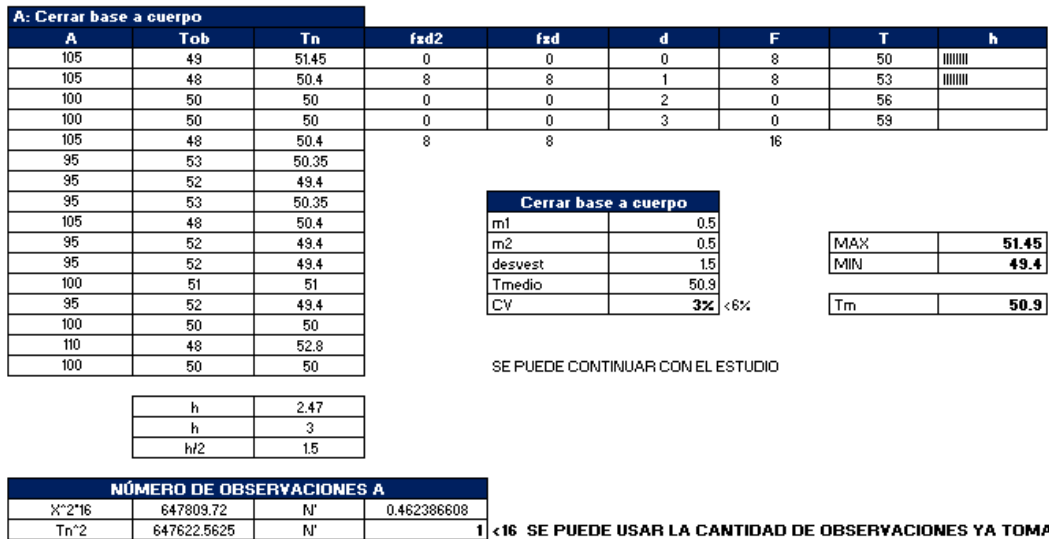 A: Cerrar base a cuerpo
A Tob Tn fxd2 fxd d F T h
105 49 51.45 0 0 0 8 50 ||||||||
105 48 50.4 8 8 1 8 53 ||||||||
100 50 50 0 0 2 0 56
100 50 50 0 0 3 0 59
105 48 50.4 8 8 16
95 53 50.35
95 52 49.4
95 53 50.35 Cerrar base a cuerpo
105 48 50.4 m1 0.5
95 52 49.4 m2 0.5 MAX 51.45
95 52 49.4 desvest 1.5 MIN 49.4
100 51 51 Tmedio 50.9
95 52 49.4 CV 3% <6% Tm 50.9
100 50 50
110 48 52.8
100 50 50 SE PUEDE CONTINUAR CON EL ESTUDIO
h 2.47
h 3
h/2 1.5
NÚMERO DE OBSERVACIONES A
X^2*16 647809.72 N' 0.462386608
Tn^2 647622.5625 N' 1 <16 SE PUEDE USAR LA CANTIDAD DE OBSERVACIONES YA TOMA